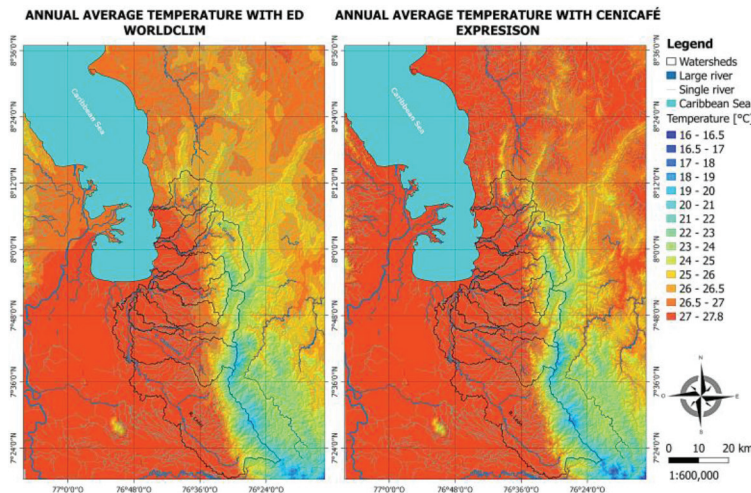 ANNUAL AVERAGE TEMPERATURE WITH ED
WORLDCLIM
ANNUAL AVERAGE TEMPERATURE WITH CENICAFÉ
EXPRESISON
8°36'0"N
8°24'0"N
8°12'0"N
8°0'0"N
7°48'0"N
7°36'0"N
7°24'0"N
Caribbean Sea
77°0'0"O
76°48'0"O
76°36'0"O
76°24'0"O
8°36'0"N
8°24'0"N
8°12'0"N
8°0'0"N
7°48'0"N
7°36'0"N
7°24'0"N
Caribbean Sea
77°0'0"O
76°48'0"O
76°36'0"O
76°24'0"O
Legend
Watersheds
Large river
Single river
Caribbean Sea
Temperature [°C]
16 - 16.5
16.5 - 17
17 - 18
18 - 19
19 - 20
20 - 21
21 - 22
22 - 23
23 - 24
24 - 25
25 - 26
26 - 26.5
26.5 - 27
27 - 27.8
N
O
E
S
0 10 20 km
1:600,000